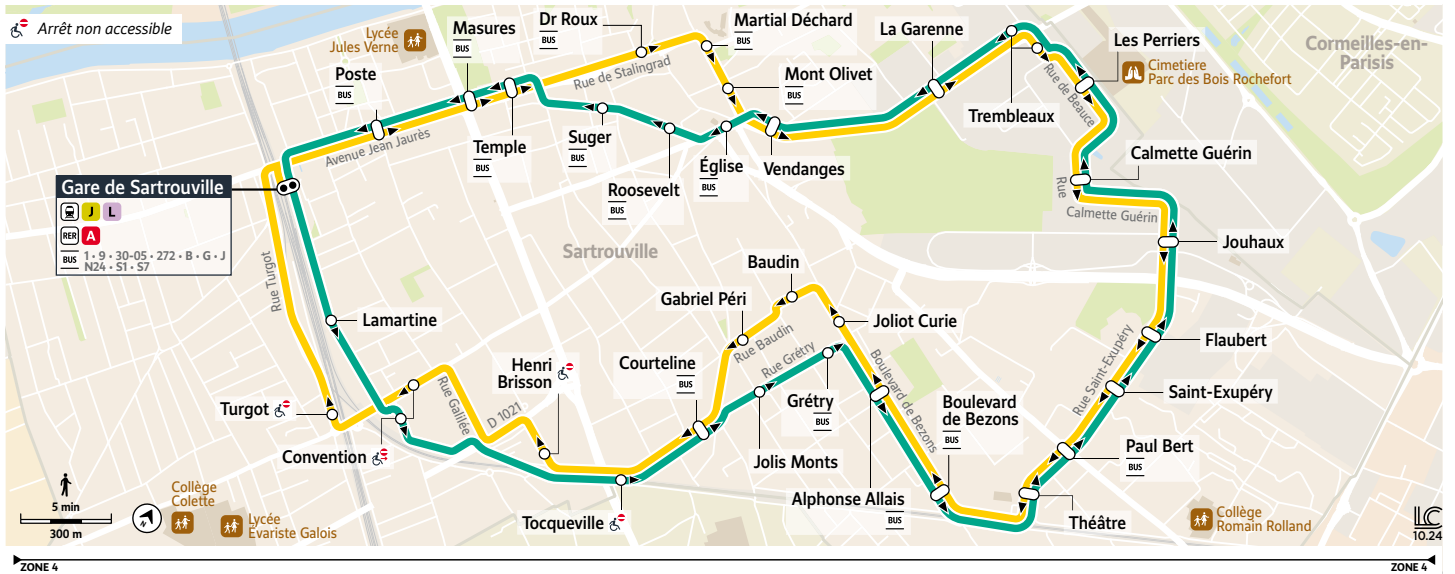 Arrêt non accessible
Lycée
Jules Verne
Masures
BUS
Dr Roux
BUS
Martial Déchard
BUS
La Garenne
Les Perriers
BUS
Cimetiere
Parc des Bois Rochefort
Cormeilles-en-
Parisis
Poste
BUS
Rue de Stalingrad
Mont Olivet
BUS
Rue de Beauce
Trembleaux
Avenue Jean Jaurès
Temple
BUS
Suger
BUS
Roosevelt
BUS
Église
BUS
Vendanges
Calmette Guérin
Rue
Calmette Guérin
Gare de Sartrouville
J L
RER A
BUS 1 • 9 • 30-05 • 272 • B • G • J
N24 • S1 • S7
Sartrouville
Jouhaux
Rue Turgot
Baudin
Gabriel Péri
Lamartine
Joliot Curie
Rue Baudin
Rue Grétry
Flaubert
Courteline
BUS
Henri
Brisson
Boulevard de Bezons
Rue Saint-Exupéry
Saint-Exupéry
Turgot
Rue Galilée
D 1021
Grétry
BUS
Boulevard
de Bezons
BUS
Convention
Jolis Monts
Paul Bert
BUS
Alphonse Allais
BUS
Tocqueville
Théâtre
5 min
300 m
Collège
Colette
Lycée
Evariste Galois
Collège
Romain Rolland
LC
10.24
ZONE 4
ZONE 4